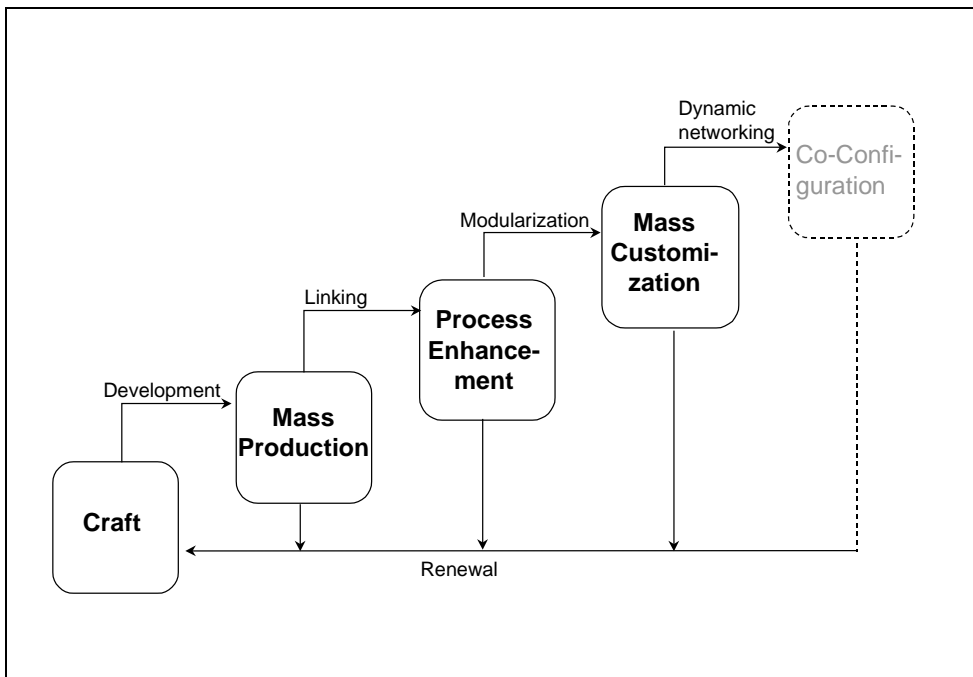 Dynamic
networking
Co-Confi-
guration
Modularization
Mass
Customi-
zation
Linking
Process
Enhance-
ment
Development
Mass
Production
Craft
Renewal